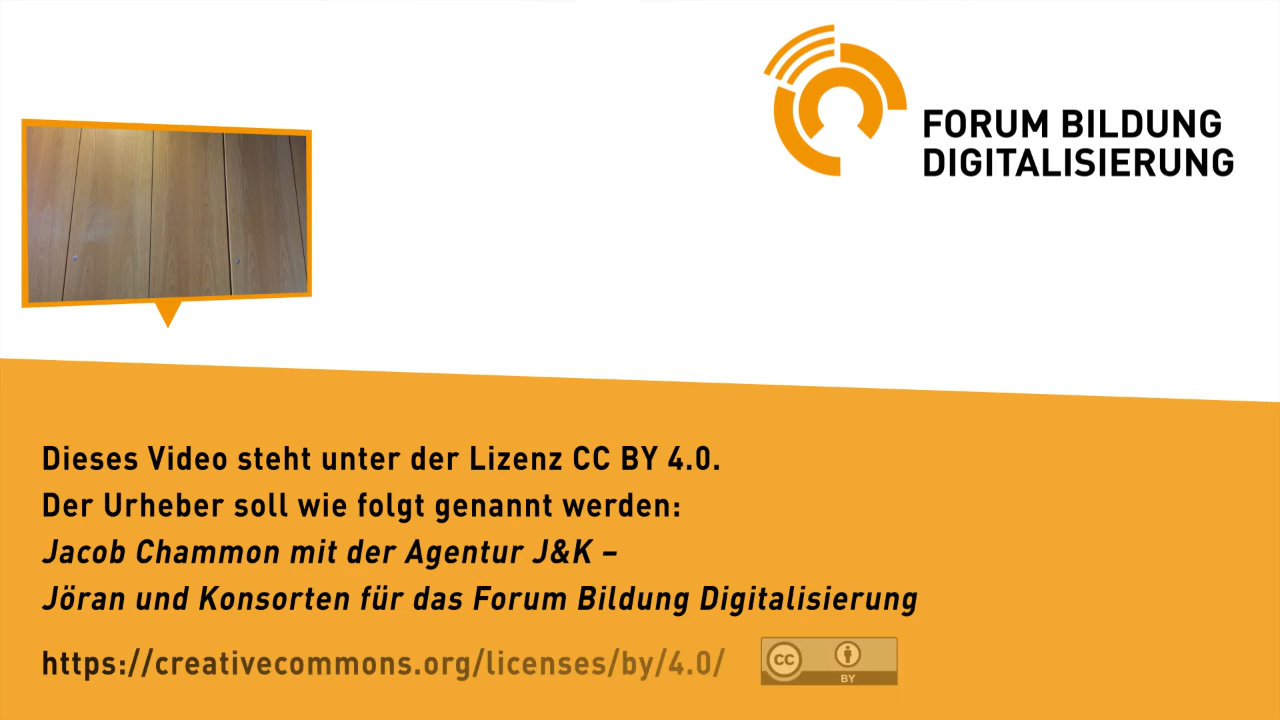 FORUM BILDUNG
DIGITALISIERUNG
Dieses Video steht unter der Lizenz CC BY 4.0.
Der Urheber soll wie folgt genannt werden:
Jacob Chammon mit der Agentur J&K –
Jöran und Konsorten für das Forum Bildung Digitalisierung
https://creativecommons.org/licenses/by/4.0/
cc
BY